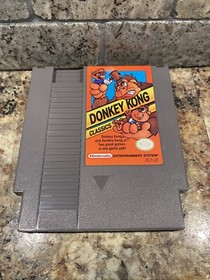 DONKEY KONG
CLASSICS
Donkey Kong
and Donkey Kong Jr.
two great games
in one game pak!
Nintendo ENTERTAINMENT SYSTEM